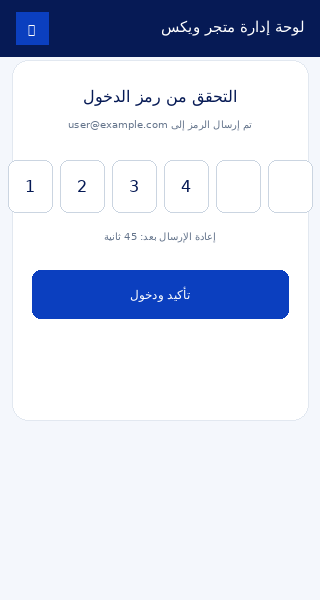 لوحة إدارة متجر ويكس
التحقق من رمز الدخول
تم إرسال الرمز إلى user@example.com
1 2 3 4
إعادة الإرسال بعد: 45 ثانية
تأكيد ودخول